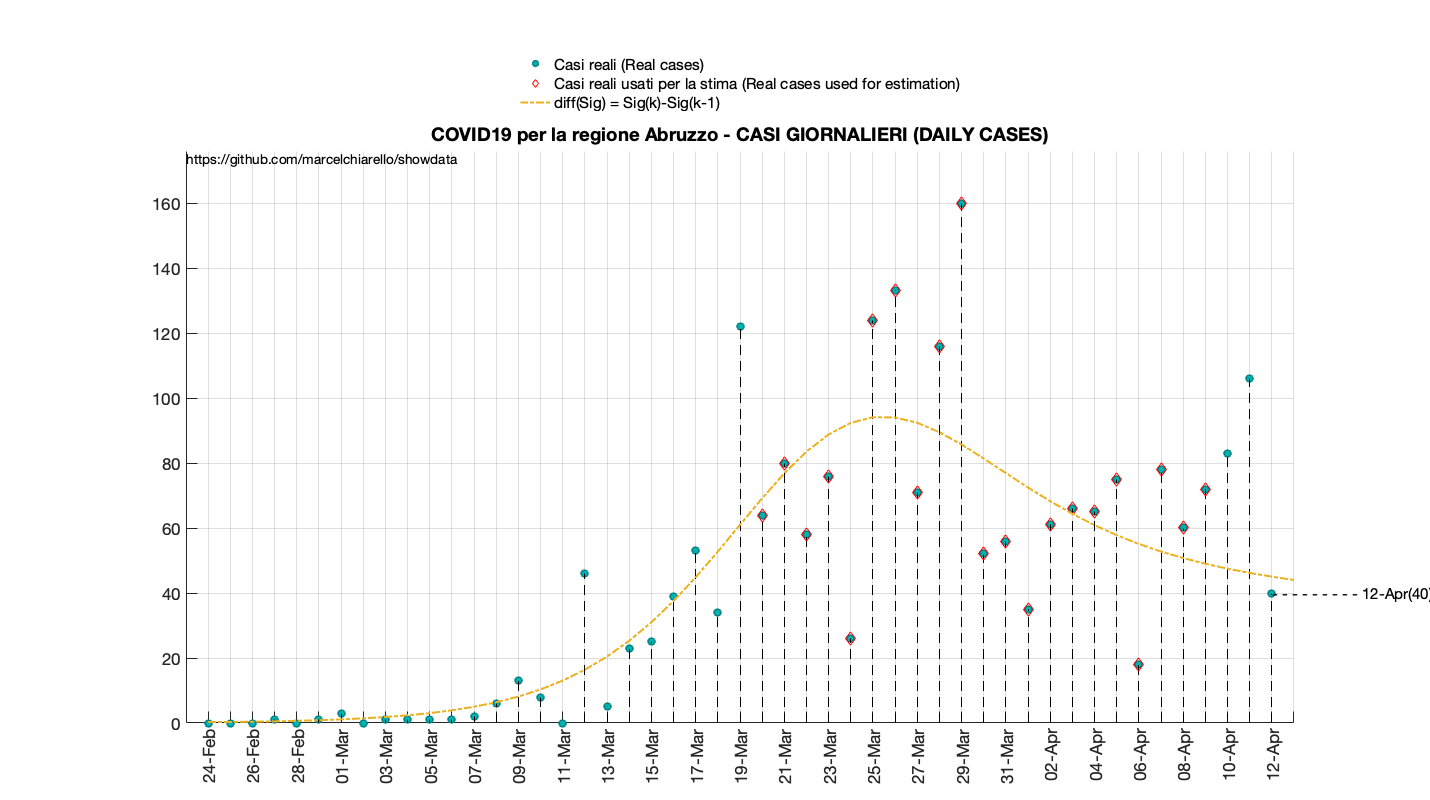 Casi reali (Real cases)
Casi reali usati per la stima (Real cases used for estimation)
diff(Sig) = Sig(k)-Sig(k-1)
COVID19 per la regione Abruzzo - CASI GIORNALIERI (DAILY CASES)
https://github.com/marcelchiarello/showdata
160
140
120
100
80
60
40
20
0
12-Apr(40)
24-Feb
26-Feb
28-Feb
01-Mar
03-Mar
05-Mar
07-Mar
09-Mar
11-Mar
13-Mar
15-Mar
17-Mar
19-Mar
21-Mar
23-Mar
25-Mar
27-Mar
29-Mar
31-Mar
02-Apr
04-Apr
06-Apr
08-Apr
10-Apr
12-Apr